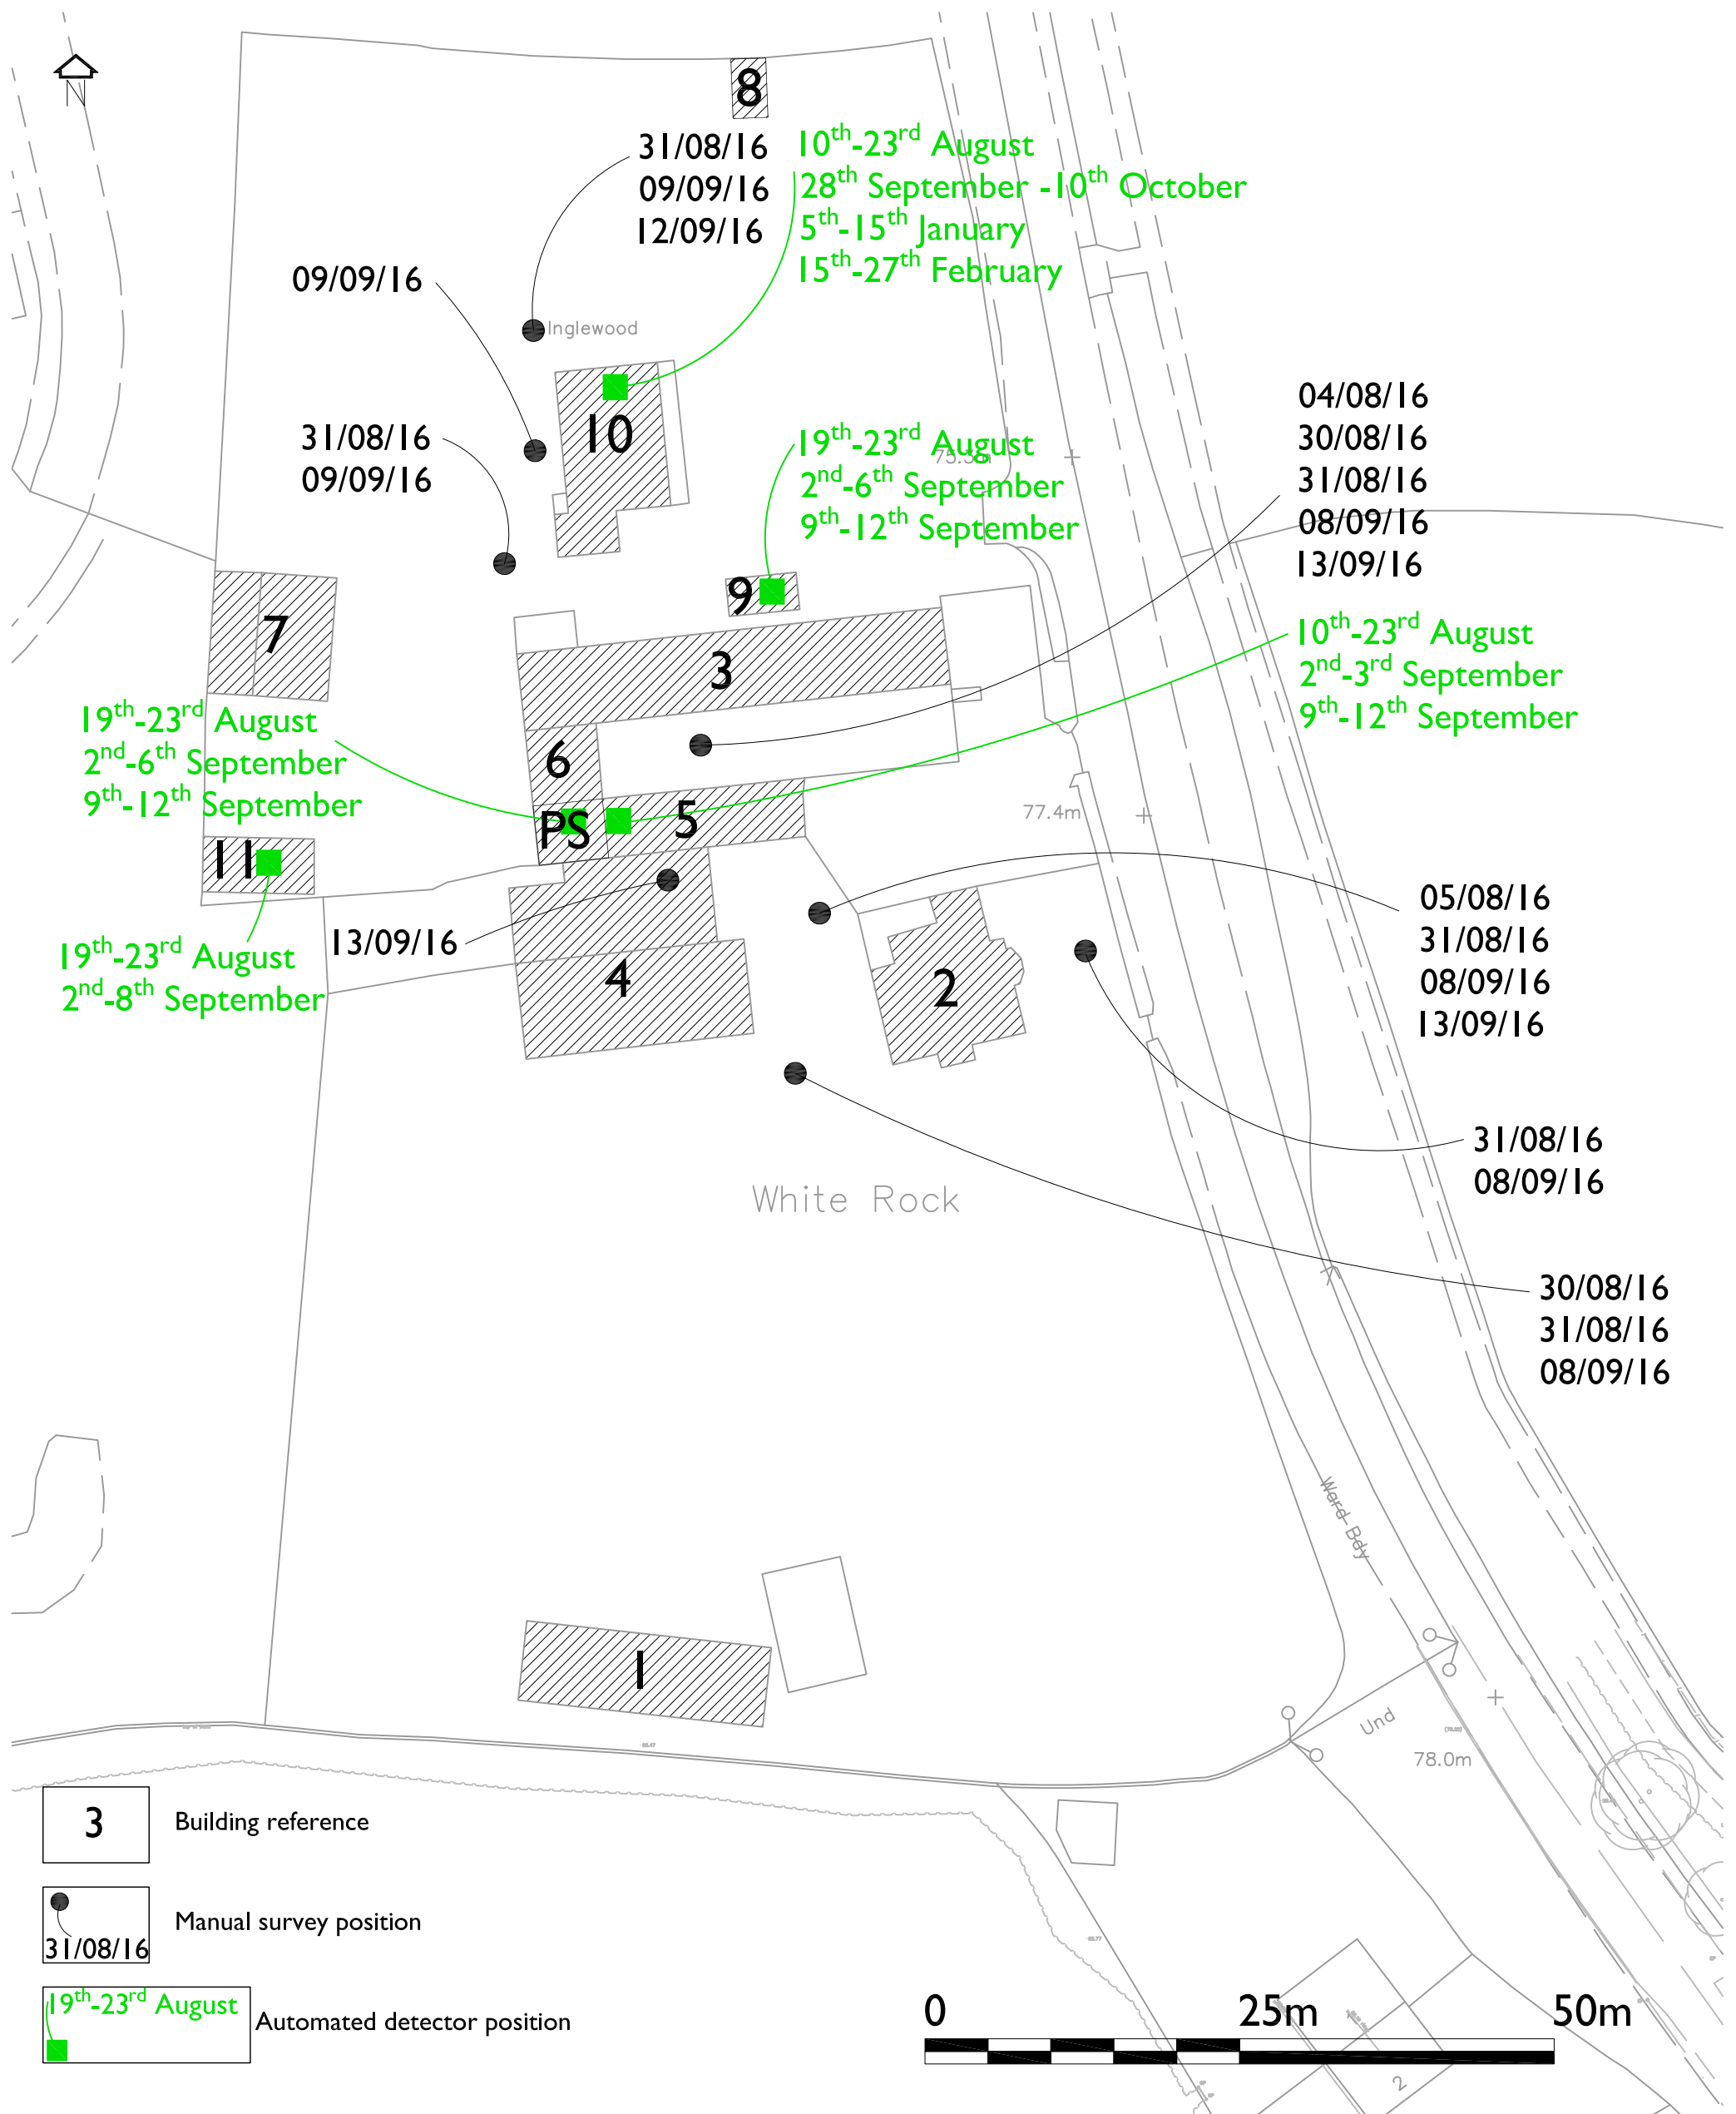 N
8
31/08/16
09/09/16
12/09/16
10th-23rd August
28th September -10th October
5th-15th January
15th-27th February
09/09/16
Inglewood
31/08/16
09/09/16
10
19th-23rd August
2nd-6th September
9th-12th September
75.3m
04/08/16
30/08/16
31/08/16
08/09/16
13/09/16
7
9
3
10th-23rd August
2nd-3rd September
9th-12th September
19th-23rd August
2nd-6th September
9th-12th September
6
PS
5
77.4m
11
19th-23rd August
2nd-8th September
13/09/16
4
2
05/08/16
31/08/16
08/09/16
13/09/16
31/08/16
08/09/16
White Rock
30/08/16
31/08/16
08/09/16
Ward Bdy
1
Und
78.0m
3
Building reference
31/08/16
Manual survey position
19th-23rd August
Automated detector position
0
25m
50m
2